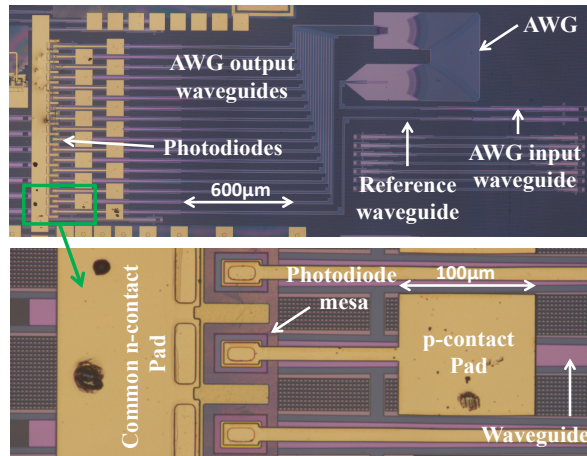 AWG
AWG output
waveguides
Photodiodes
600μm
Reference
waveguide
AWG input
waveguide
Common n-contact
Pad
Photodiode
mesa
100μm
p-contact
Pad
Waveguide